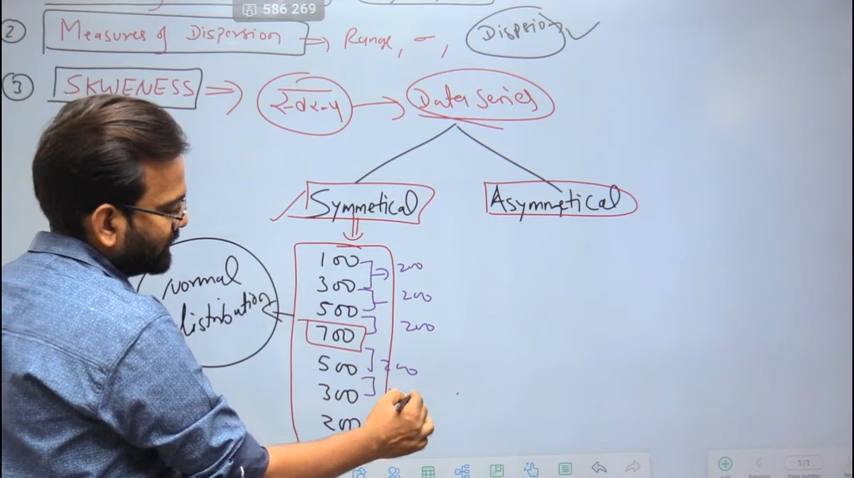 586 269
② Measures of Dispersion ⇒ Range, σ, Dispersion ✓
③ SKWENESS ⇒ → Data series
Symmetical Asymmetical
100
300 200
500 200
700 200
500 200
300
200
Normal
distribution
1/1